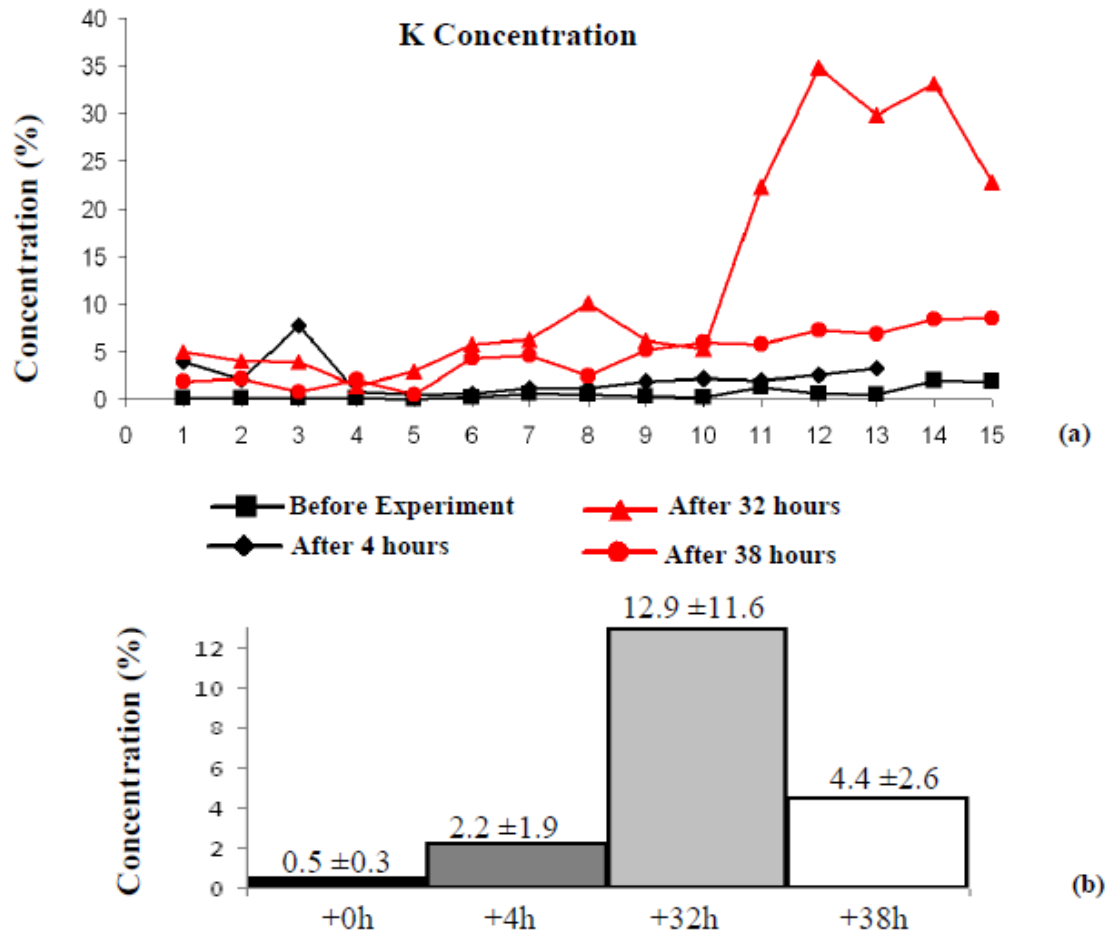 K Concentration
Concentration (%)
40
35
30
25
20
15
10
5
0
0 1 2 3 4 5 6 7 8 9 10 11 12 13 14 15
(a)
Before Experiment After 32 hours
After 4 hours After 38 hours
Concentration (%)
12
10
8
6
4
2
0
0.5 ±0.3
2.2 ±1.9
12.9 ±11.6
4.4 ±2.6
+0h +4h +32h +38h
(b)